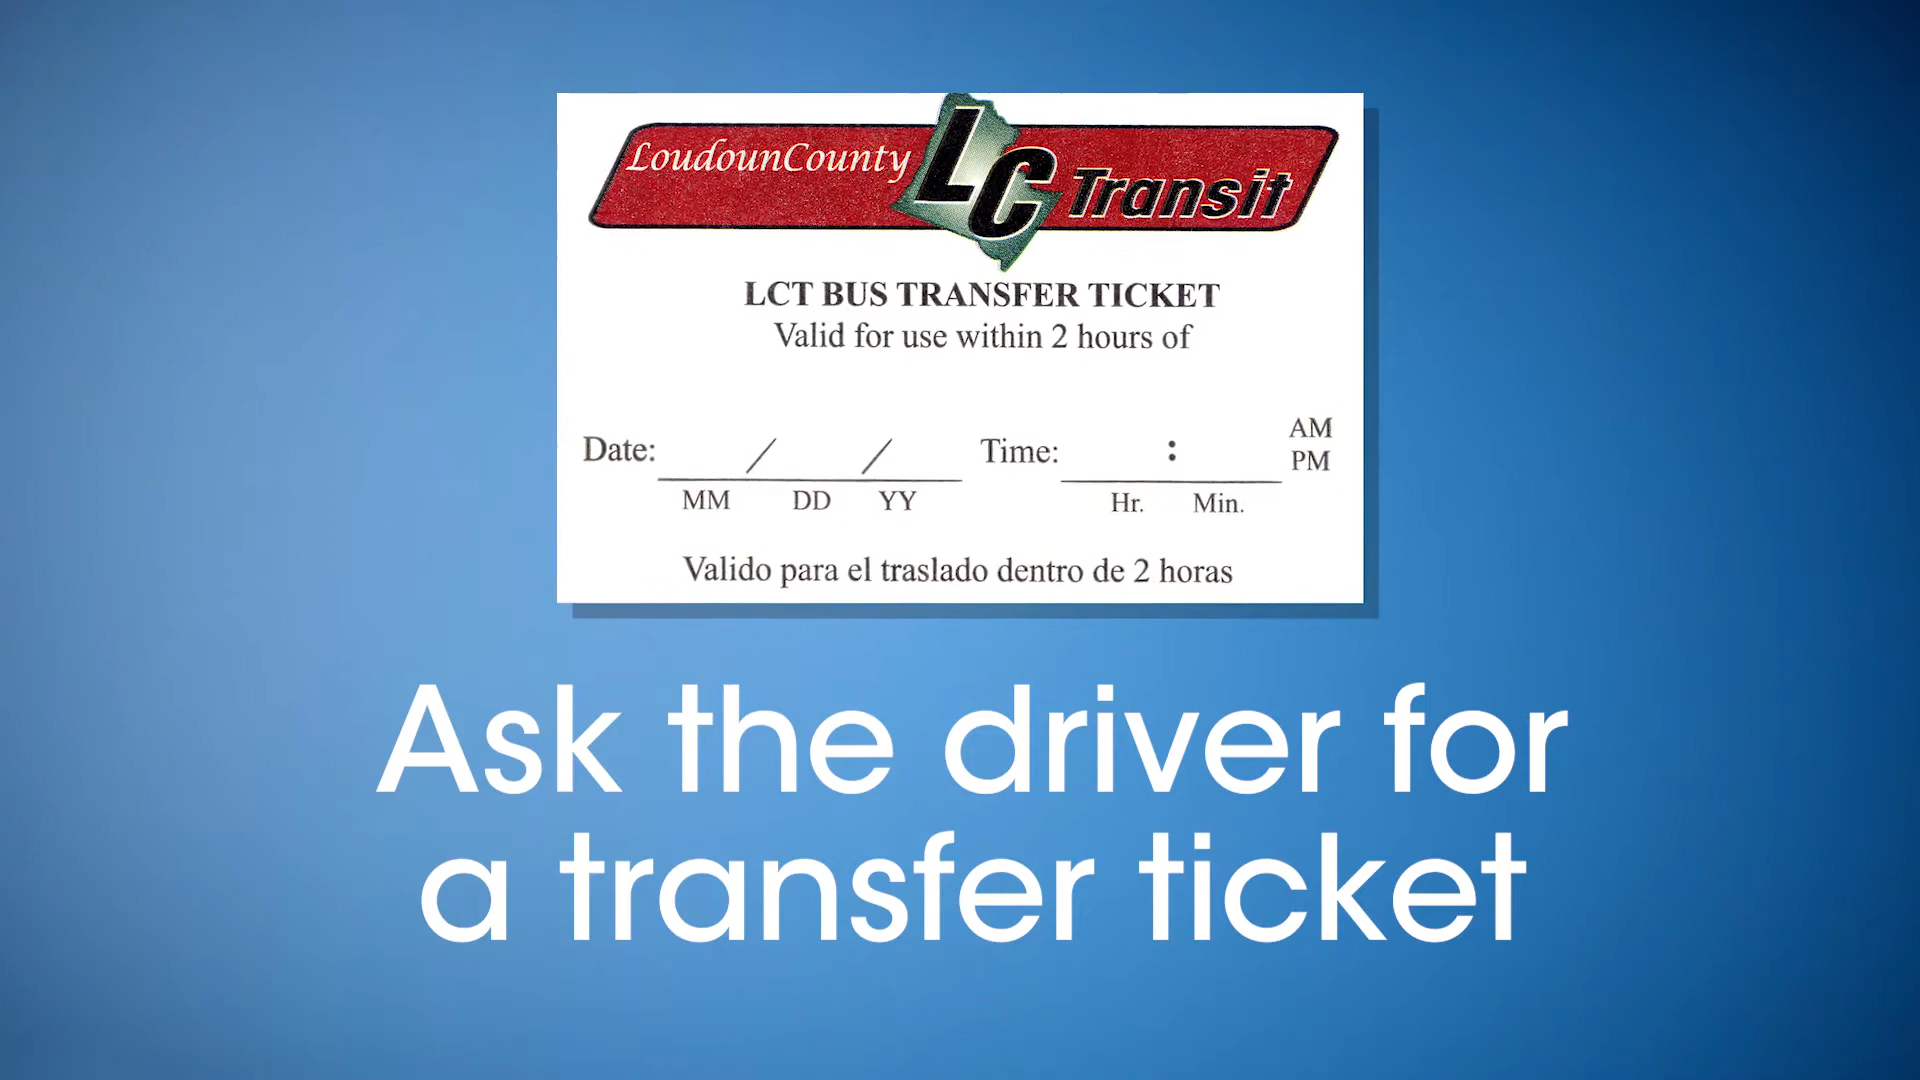 LoudounCounty LC Transit
LCT BUS TRANSFER TICKET
Valid for use within 2 hours of
Date: / / Time: : AM
PM
MM DD YY Hr. Min.
Valido para el traslado dentro de 2 horas
Ask the driver for
a transfer ticket